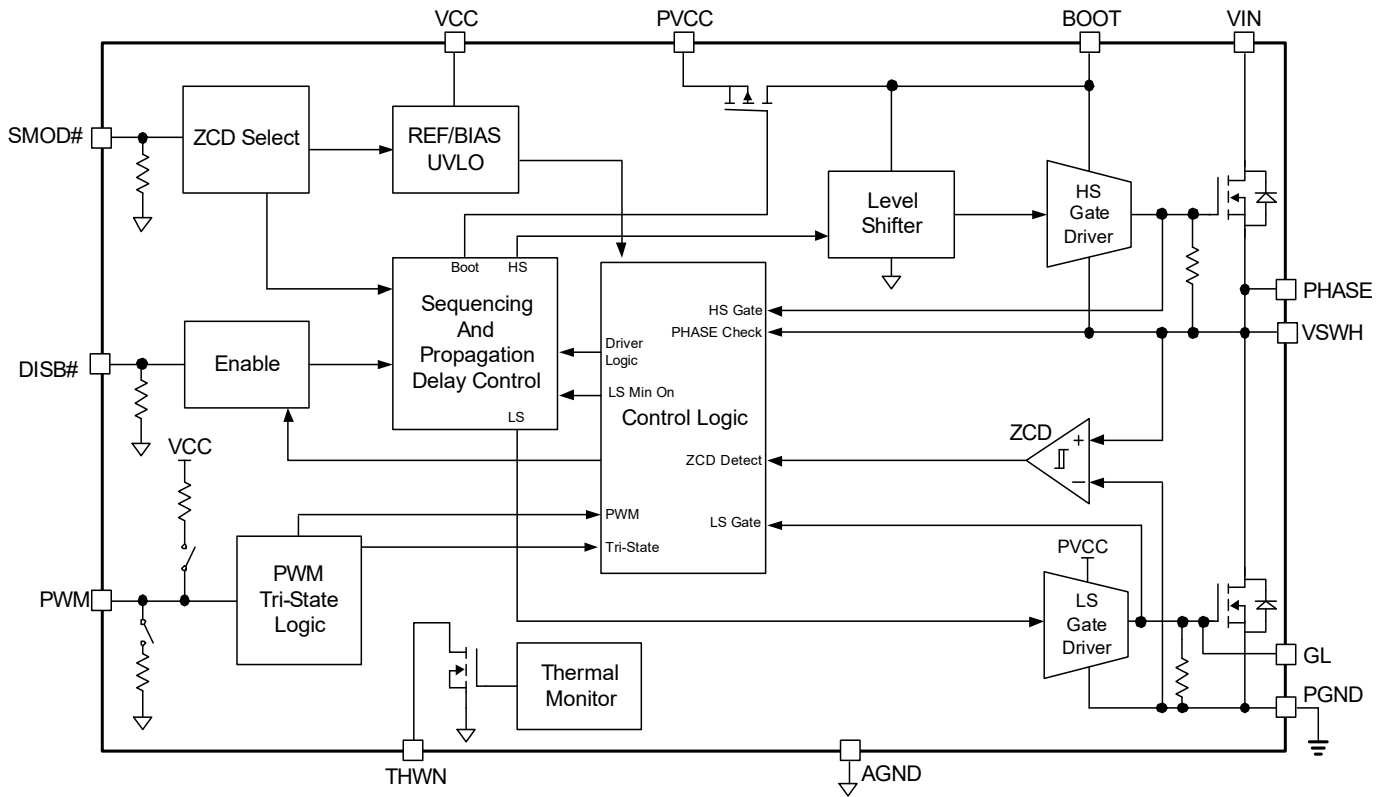 VCC
PVCC
BOOT
VIN
SMOD#
ZCD Select
REF/BIAS
UVLO
Level
Shifter
HS
Gate
Driver
Boot
HS
Sequencing
And
Propagation
Delay Control
LS
HS Gate
PHASE Check
Driver
Logic
LS Min On
Control Logic
ZCD Detect
LS Gate
PWM
Tri-State
PHASE
VSWH
DISB#
Enable
ZCD
+
−
VCC
PWM
PWM
Tri-State
Logic
PVCC
LS
Gate
Driver
GL
PGND
Thermal
Monitor
THWN
AGND